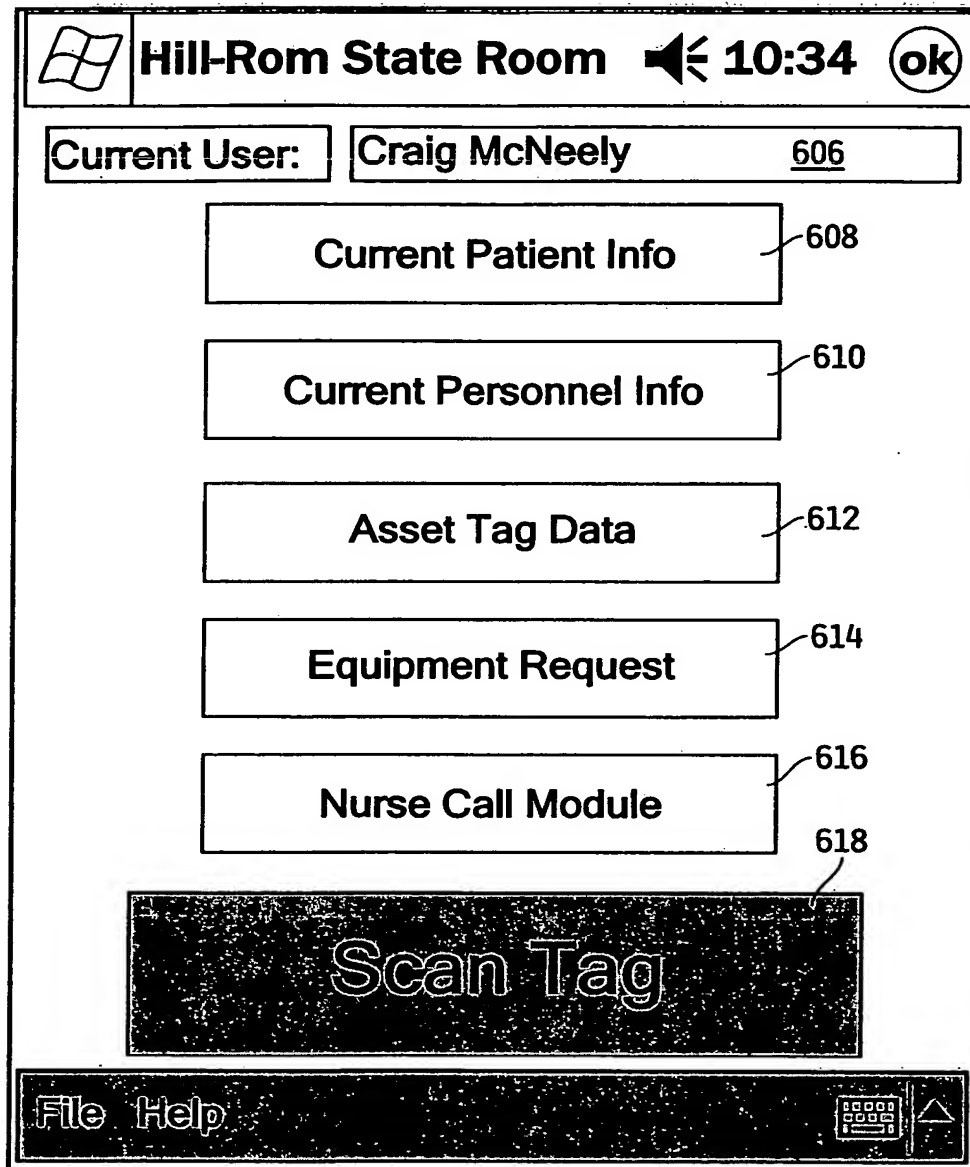 Hill-Rom State Room 10:34 ok
Current User: Craig McNeely 606
Current Patient Info 608
Current Personnel Info 610
Asset Tag Data 612
Equipment Request 614
Nurse Call Module 616
618
Scan Tag
File Help